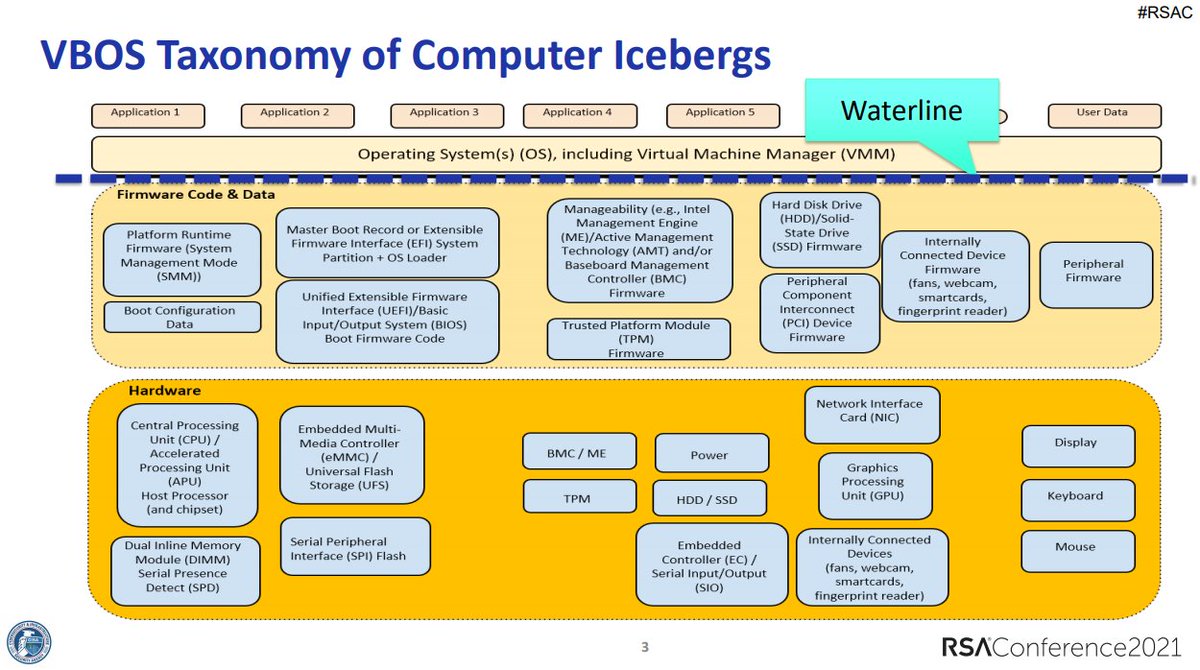 #RSAC
VBOS Taxonomy of Computer Icebergs
Application 1
Application 2
Application 3
Application 4
Application 5
Waterline
User Data
Operating System(s) (OS), including Virtual Machine Manager (VMM)
Firmware Code & Data
Platform Runtime
Firmware (System
Management Mode
(SMM))
Boot Configuration
Data
Master Boot Record or Extensible
Firmware Interface (EFI) System
Partition + OS Loader
Unified Extensible Firmware
Interface (UEFI)/Basic
Input/Output System (BIOS)
Boot Firmware Code
Manageability (e.g., Intel
Management Engine
(ME)/Active Management
Technology (AMT) and/or
Baseboard Management
Controller (BMC)
Firmware
Trusted Platform Module
(TPM)
Firmware
Hard Disk Drive
(HDD)/Solid-
State Drive
(SSD) Firmware
Peripheral
Component
Interconnect
(PCI) Device
Firmware
Internally
Connected Device
Firmware
(fans, webcam,
smartcards,
fingerprint reader)
Peripheral
Firmware
Hardware
Central Processing
Unit (CPU) /
Accelerated
Processing Unit
(APU)
Host Processor
(and chipset)
Dual Inline Memory
Module (DIMM)
Serial Presence
Detect (SPD)
Embedded Multi-
Media Controller
(eMMC) /
Universal Flash
Storage (UFS)
Serial Peripheral
Interface (SPI) Flash
BMC / ME
TPM
Power
HDD / SSD
Embedded
Controller (EC) /
Serial Input/Output
(SIO)
Network Interface
Card (NIC)
Graphics
Processing
Unit (GPU)
Internally Connected
Devices
(fans, webcam,
smartcards,
fingerprint reader)
Display
Keyboard
Mouse
3
RSAConference2021